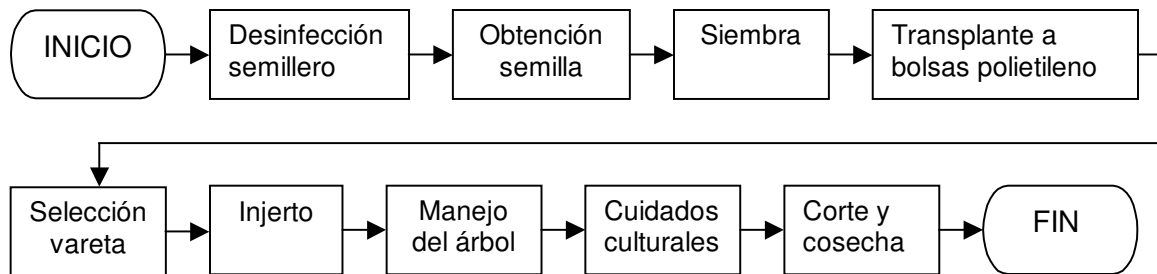 INICIO
Desinfección
semillero
Obtención
semilla
Siembra
Transplante a
bolsas polietileno
Selección
vareta
Injerto
Manejo
del árbol
Cuidados
culturales
Corte y
cosecha
FIN